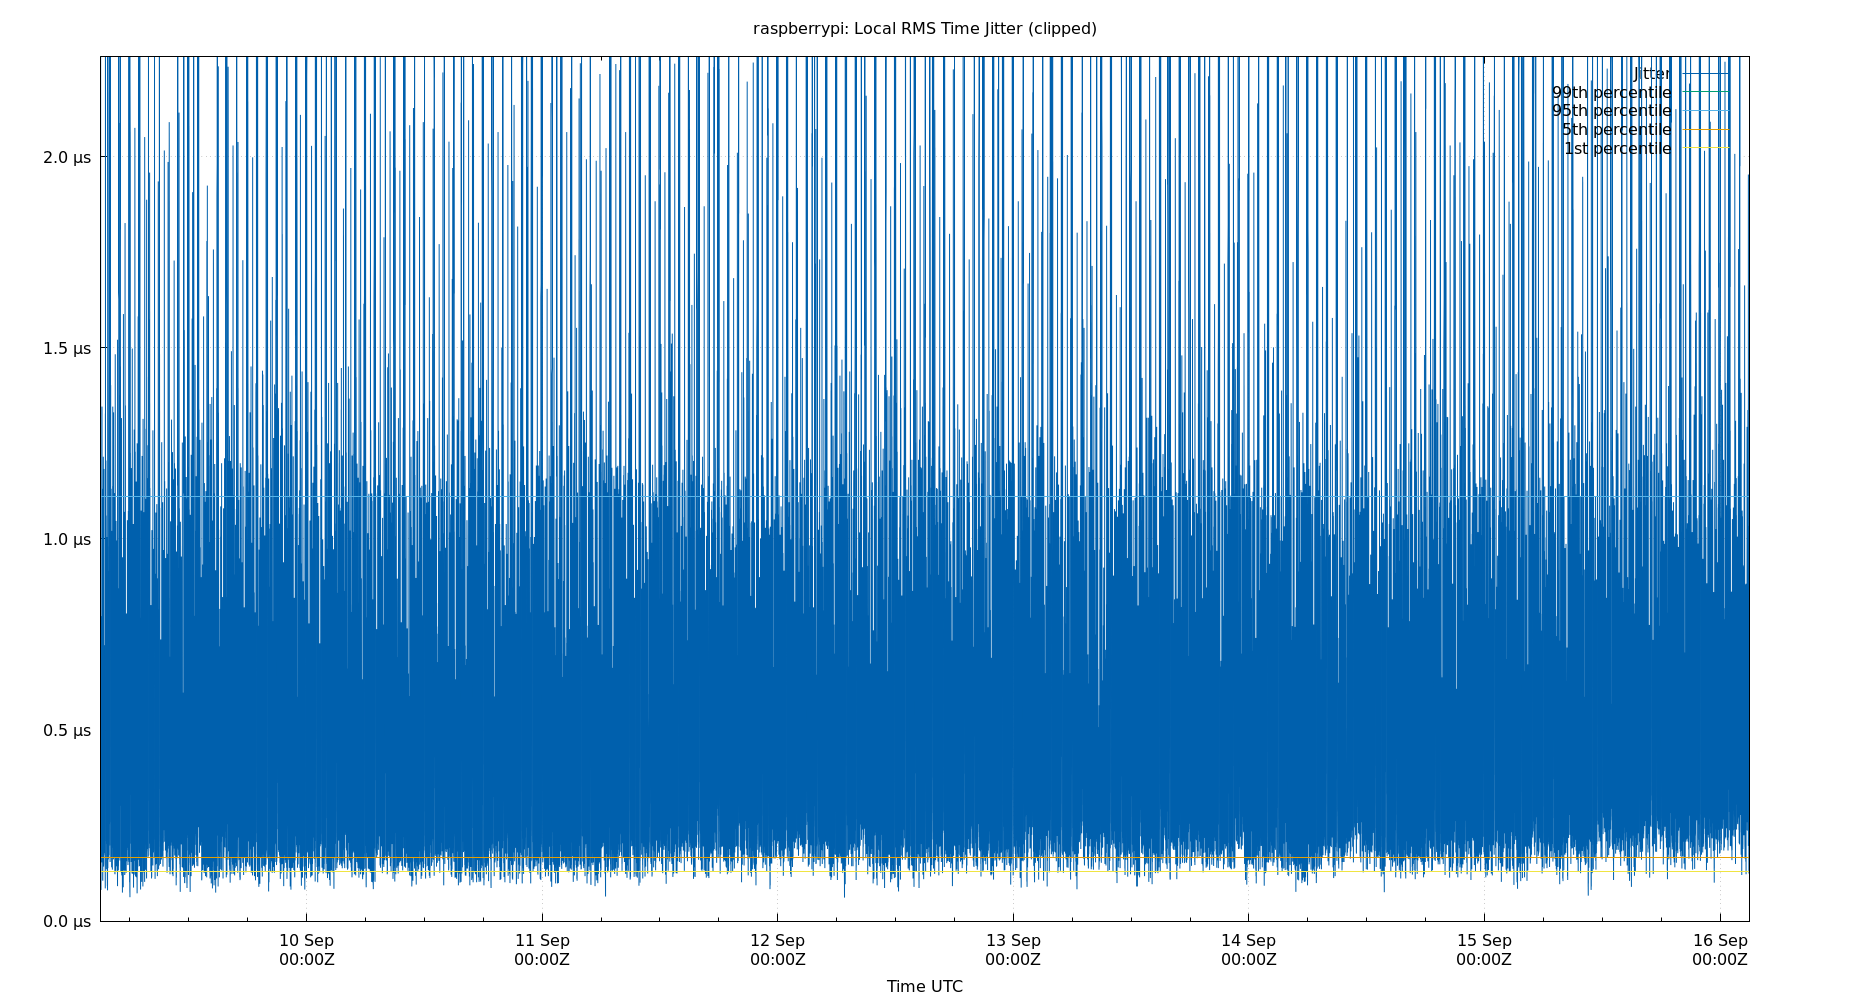 raspberrypi: Local RMS Time Jitter (clipped)
Jitter
99th percentile
95th percentile
5th percentile
1st percentile
2.0 µs
1.5 µs
1.0 µs
0.5 µs
0.0 µs
10 Sep 11 Sep 12 Sep 13 Sep 14 Sep 15 Sep 16 Sep
00:00Z 00:00Z 00:00Z 00:00Z 00:00Z 00:00Z 00:00Z
Time UTC